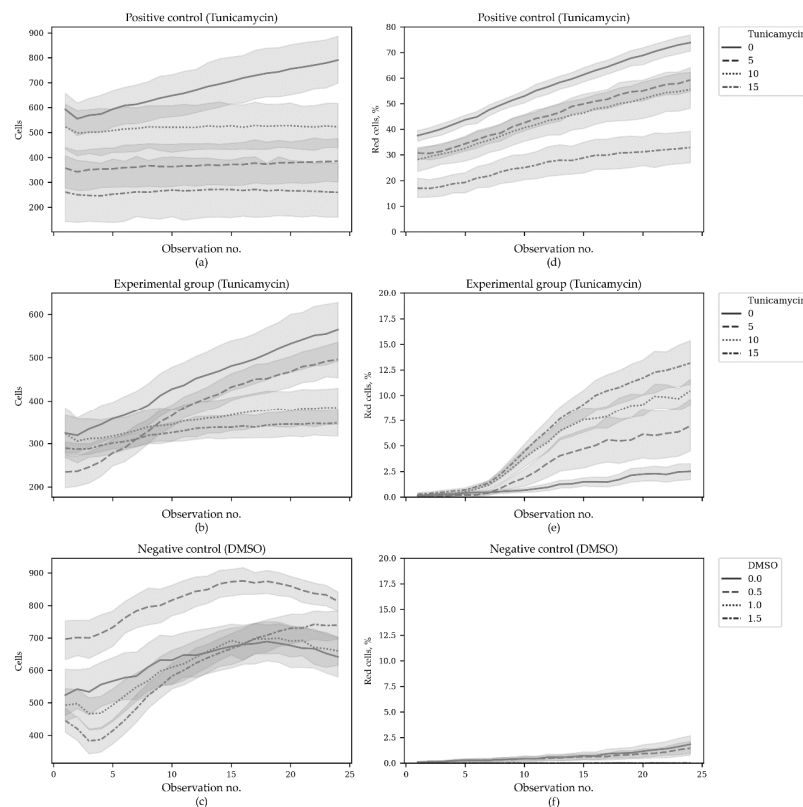 Positive control (Tunicamycin)
900
800
700
600
500
400
300
200
Cells
Observation no.
(a)
Positive control (Tunicamycin)
80
70
60
50
40
30
20
10
0
Red cells, %
Observation no.
(d)
Tunicamycin
0
5
10
15
Experimental group (Tunicamycin)
600
500
400
300
200
Cells
Observation no.
(b)
Experimental group (Tunicamycin)
20.0
17.5
15.0
12.5
10.0
7.5
5.0
2.5
0.0
Red cells, %
Observation no.
(e)
Tunicamycin
0
5
10
15
Negative control (DMSO)
900
800
700
600
500
400
Cells
0 5 10 15 20 25
Observation no.
(c)
Negative control (DMSO)
20.0
17.5
15.0
12.5
10.0
7.5
5.0
2.5
0.0
Red cells, %
0 5 10 15 20 25
Observation no.
(f)
DMSO
0.0
0.5
1.0
1.5